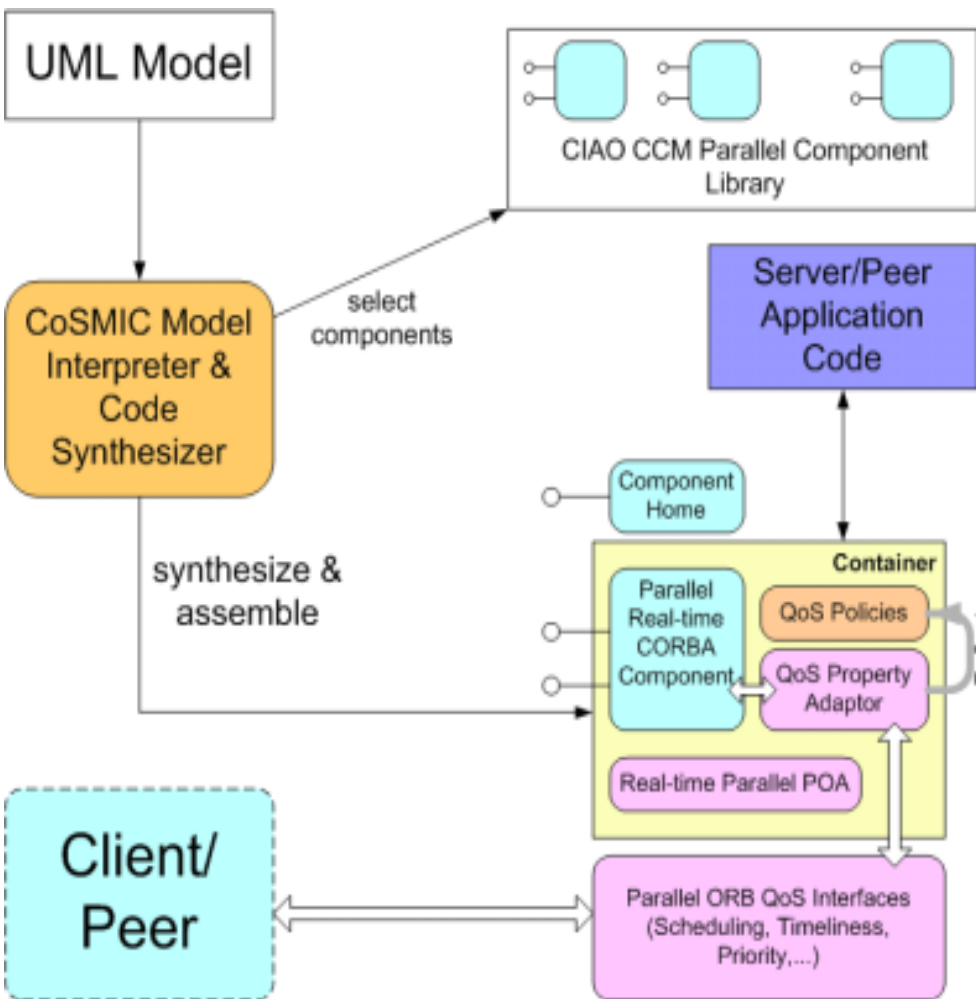 UML Model
CIAO CCM Parallel Component
Library
CoSMIC Model
Interpreter &
Code
Synthesizer
select
components
Server/Peer
Application
Code
Component
Home
synthesize &
assemble
Container
Parallel
Real-time
CORBA
Component
QoS Policies
QoS Property
Adaptor
Real-time Parallel POA
Client/
Peer
Parallel ORB QoS Interfaces
(Scheduling, Timeliness,
Priority,...)